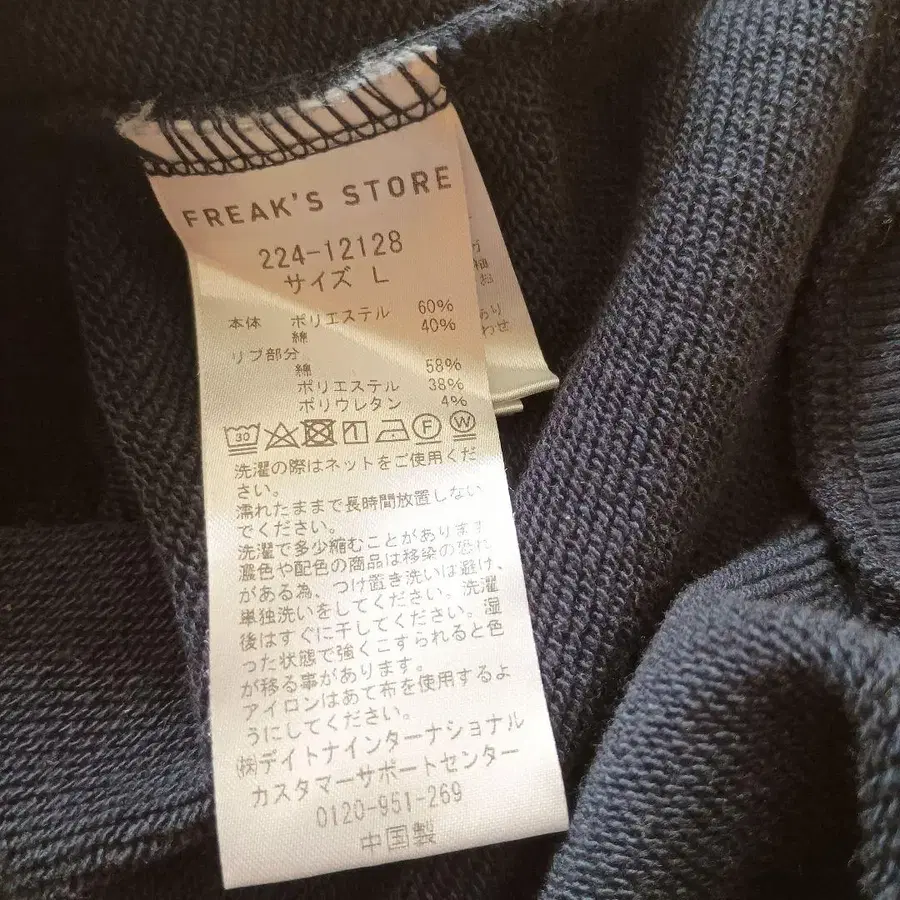 FREAK'S STORE
224-12128
サイズ L
本体 ポリエステル 60%
綿 40%
リブ部分
綿 58%
ポリエステル 38%
ポリウレタン 4%
30 F W
洗濯の際はネットをご使用くだ
さい。
濡れたままで長時間放置しない
でください。
洗濯で多少縮むことがあります
濃色や配色の商品は移染の恐れ
がある為、つけ置き洗いは避け、
単独洗いをしてください。洗濯
後はすぐに干してください。湿
った状態で強くこすられると色
が移る事があります。
アイロンはあて布を使用するよ
うにしてください。
㈱デイトナインターナショナル
カスタマーサポートセンター
0120-951-269
中国製
あり
わせ